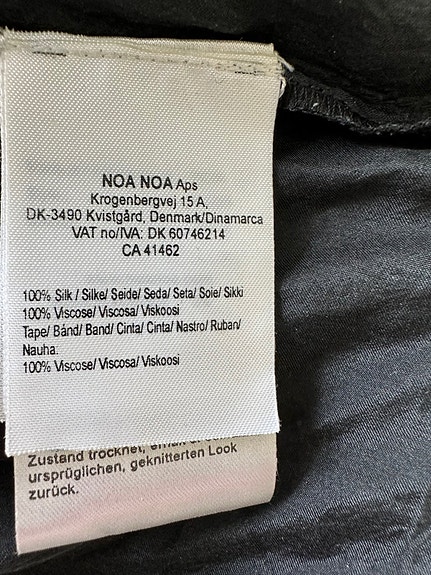 NOA NOA Aps
Krogenbergvej 15 A,
DK-3490 Kvistgård, Denmark/Dinamarca
VAT no/IVA: DK 60746214
CA 41462
100% Silk / Silke/ Seide/ Seda/ Seta/ Soie/ Sikki
100% Viscose/ Viscosa/ Viskoosi
Tape/ Bånd/ Band/ Cinta/ Cinta/ Nastro/ Ruban/
Nauha:
100% Viscose/ Viscosa/ Viskoosi
Zustand trocknet,
ursprüglichen, geknitterten Look
zurück.